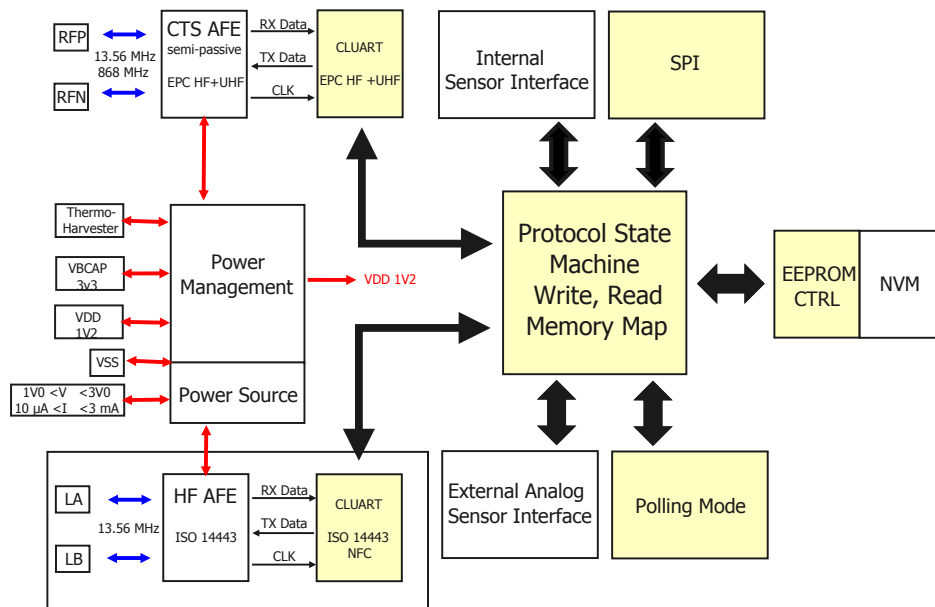 RFP
13.56 MHz
868 MHz
RFN
CTS AFE
semi-passive
EPC HF+UHF
RX Data
TX Data
CLK
CLUART
EPC HF +UHF
Internal
Sensor Interface
SPI
Thermo-
Harvester
VBCAP
3v3
VDD
1V2
VSS
1V0 <V <3V0
10 µA <I <3 mA
Power
Management
VDD 1V2
Power Source
Protocol State
Machine
Write, Read
Memory Map
EEPROM
CTRL
NVM
LA
13.56 MHz
LB
HF AFE
ISO 14443
RX Data
TX Data
CLK
CLUART
ISO 14443
NFC
External Analog
Sensor Interface
Polling Mode